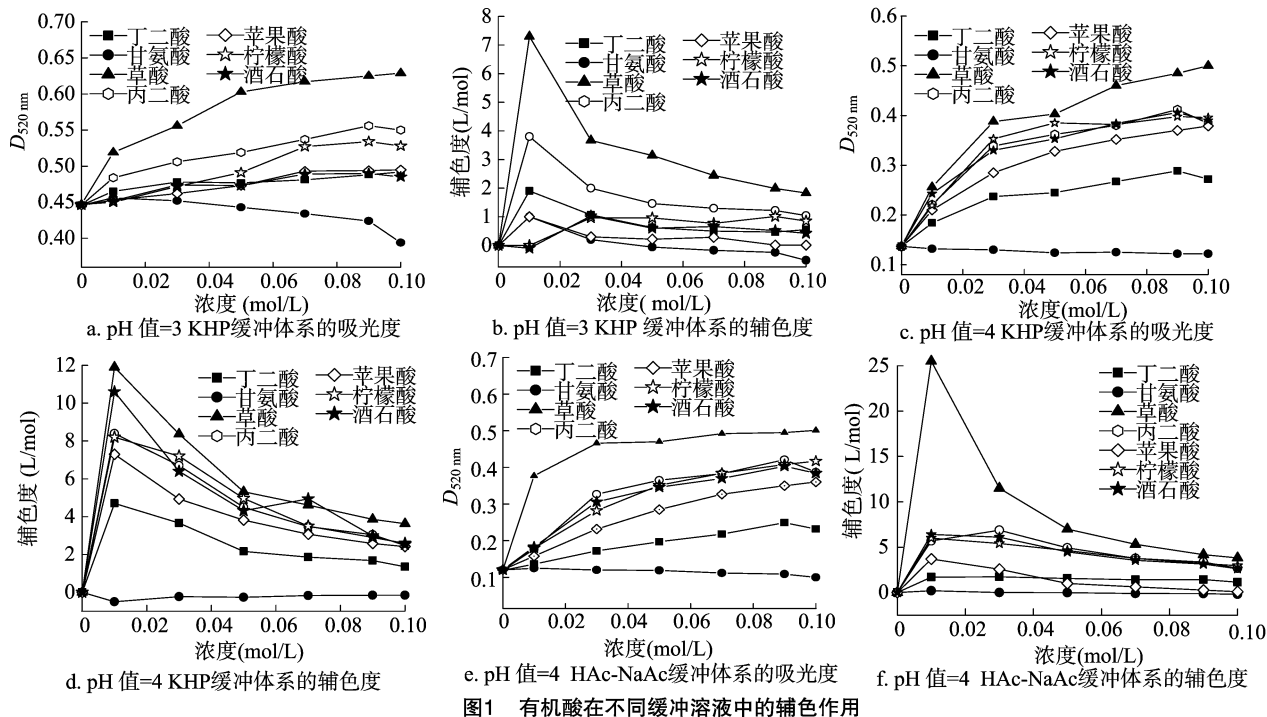 0.70
0.65
0.60
0.55
0.50
0.45
0.40
D520 nm
丁二酸
甘氨酸
草酸
丙二酸
苹果酸
柠檬酸
酒石酸
0 0.02 0.04 0.06 0.08 0.10
浓度 (mol/L)
a. pH 值=3 KHP缓冲体系的吸光度
8
7
6
5
4
3
2
1
0
辅色度(L/mol)
丁二酸
甘氨酸
草酸
丙二酸
苹果酸
柠檬酸
酒石酸
0 0.02 0.04 0.06 0.08 0.10
浓度( mol/L)
b. pH 值=3 KHP 缓冲体系的辅色度
0.6
0.5
0.4
0.3
0.2
0.1
D520 nm
丁二酸
甘氨酸
草酸
丙二酸
苹果酸
柠檬酸
酒石酸
0 0.02 0.04 0.06 0.08 0.10
浓度(mol/L)
c. pH 值=4 KHP缓冲体系的吸光度
12
10
8
6
4
2
0
辅色度 (L/mol)
丁二酸
甘氨酸
草酸
丙二酸
苹果酸
柠檬酸
酒石酸
0 0.02 0.04 0.06 0.08 0.10
浓度(mol/L)
d. pH 值=4 KHP缓冲体系的辅色度
0.7
0.6
0.5
0.4
0.3
0.2
0.1
D520 nm
丁二酸
甘氨酸
草酸
丙二酸
苹果酸
柠檬酸
酒石酸
0 0.02 0.04 0.06 0.08 0.10
浓度(mol/L)
e. pH 值=4 HAc-NaAc缓冲体系的吸光度
25
20
15
10
5
0
辅色度( L/mol)
丁二酸
甘氨酸
草酸
丙二酸
苹果酸
柠檬酸
酒石酸
0 0.02 0.04 0.06 0.08 0.10
浓度(mol/L)
f. pH 值=4 HAc-NaAc缓冲体系的辅色度
图1 有机酸在不同缓冲溶液中的辅色作用